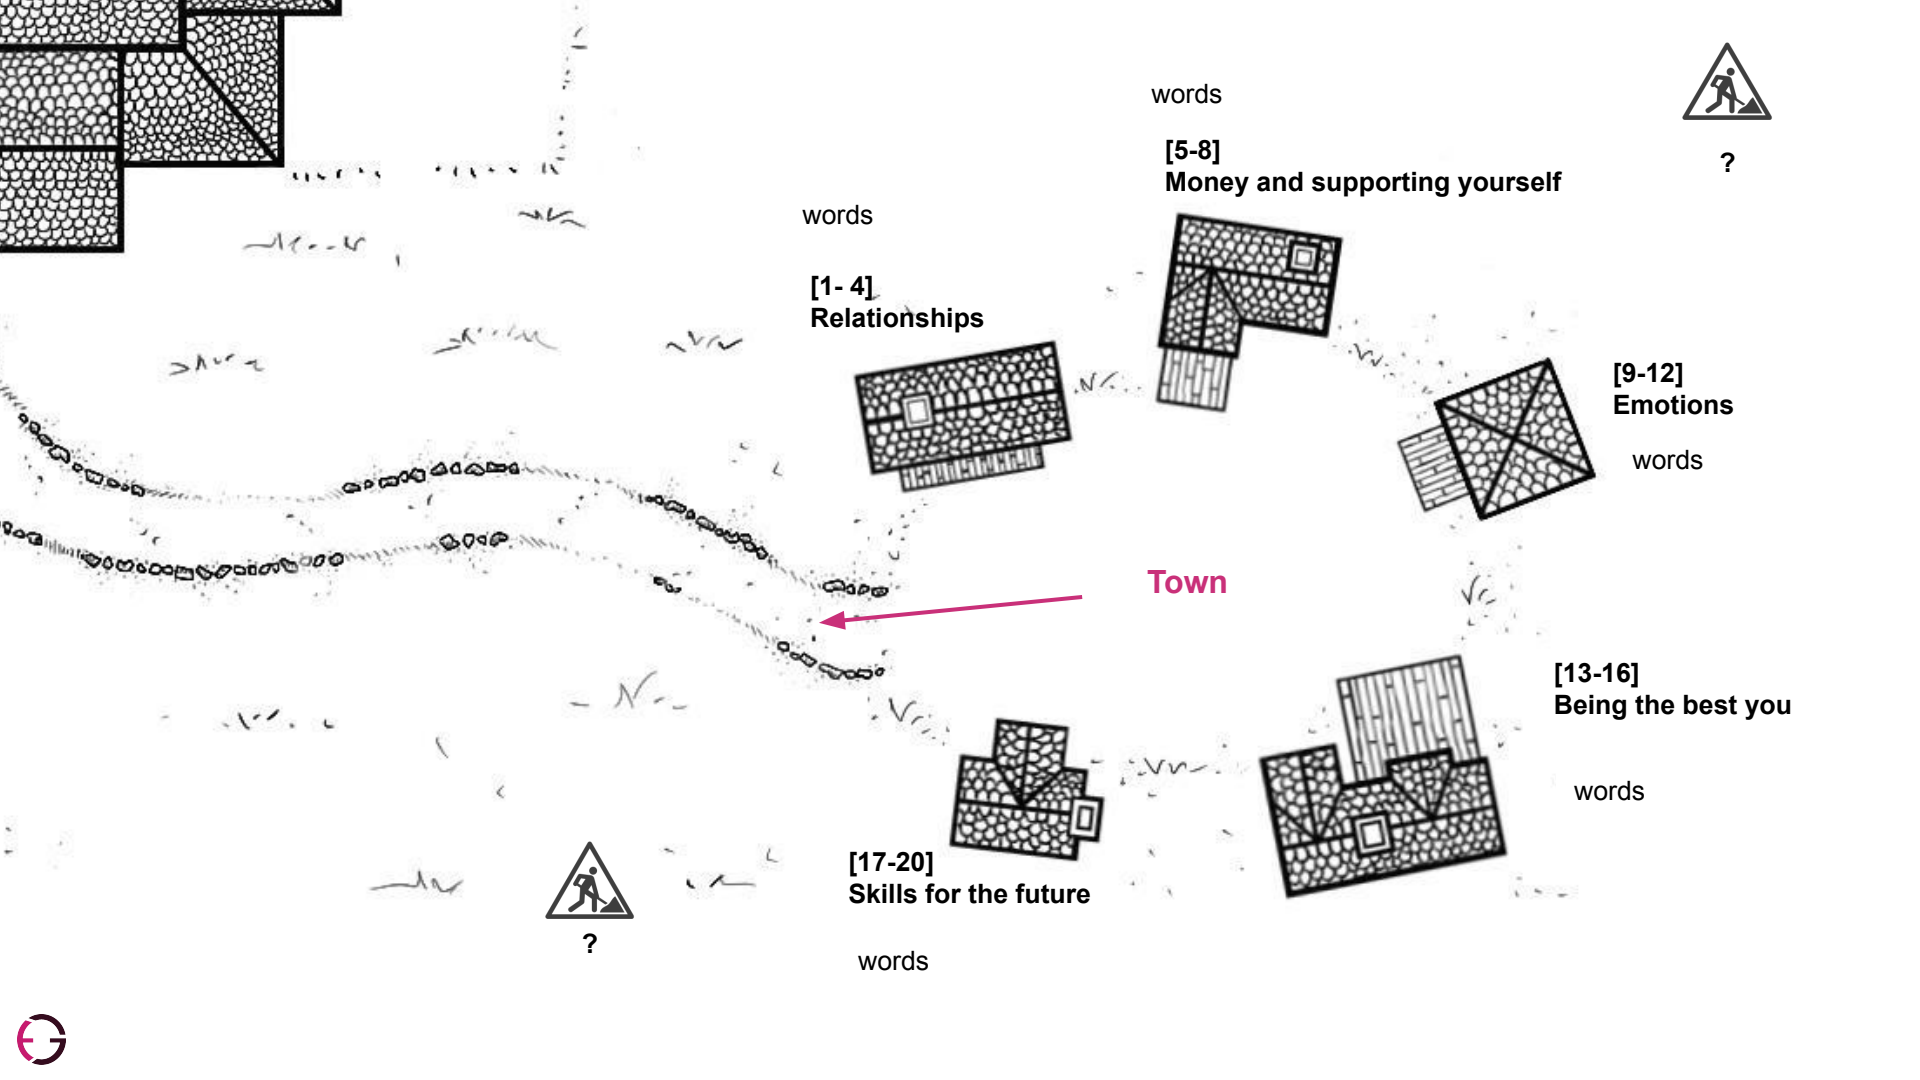 words
[5-8]
Money and supporting yourself
?
words
[1- 4]
Relationships
[9-12]
Emotions
words
Town
[13-16]
Being the best you
words
[17-20]
Skills for the future
?
words